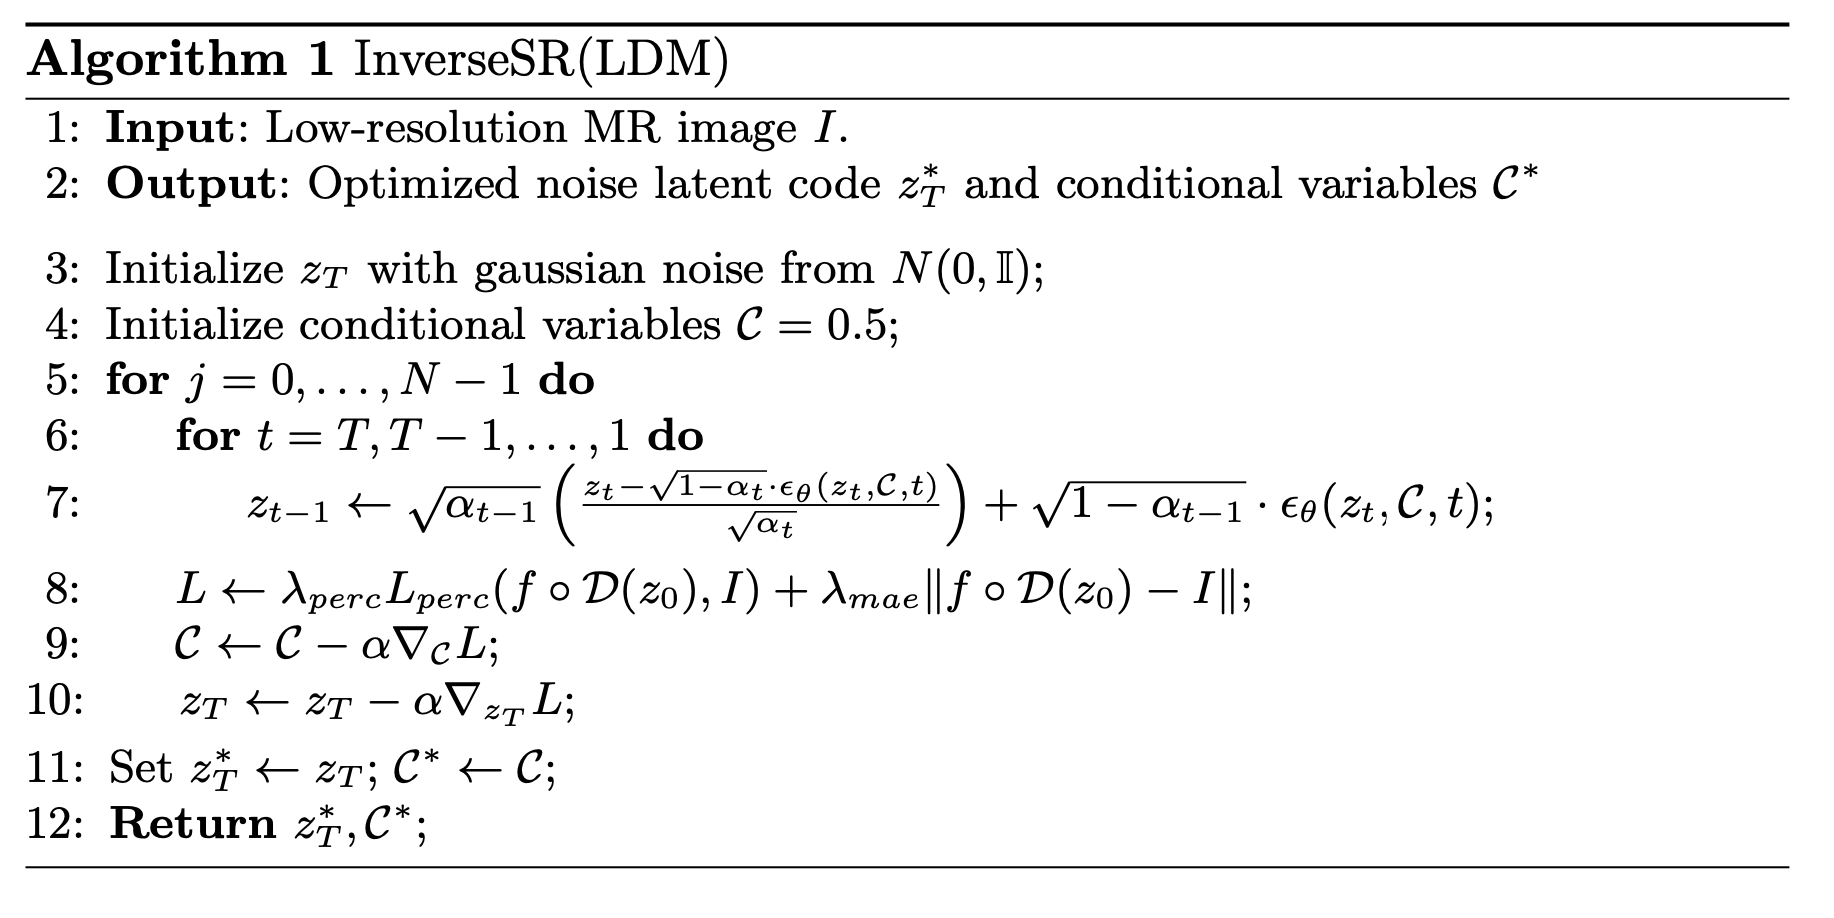 Algorithm 1 InverseSR(LDM)
1: Input: Low-resolution MR image $I$.
2: Output: Optimized noise latent code $z_T^*$ and conditional variables $\mathcal{C}^*$
3: Initialize $z_T$ with gaussian noise from $N(0, \mathbb{I})$;
4: Initialize conditional variables $\mathcal{C} = 0.5$;
5: for $j = 0, \ldots, N - 1$ do
6: for $t = T, T - 1, \ldots, 1$ do
7: $z_{t-1} \leftarrow \sqrt{\alpha_{t-1}} \left( \frac{z_t - \sqrt{1-\alpha_t} \cdot \epsilon_\theta(z_t, \mathcal{C}, t)}{\sqrt{\alpha_t}} \right) + \sqrt{1 - \alpha_{t-1}} \cdot \epsilon_\theta(z_t, \mathcal{C}, t)$;
8: $L \leftarrow \lambda_{perc} L_{perc}(f \circ \mathcal{D}(z_0), I) + \lambda_{mae} \| f \circ \mathcal{D}(z_0) - I \|$;
9: $\mathcal{C} \leftarrow \mathcal{C} - \alpha \nabla_{\mathcal{C}} L$;
10: $z_T \leftarrow z_T - \alpha \nabla_{z_T} L$;
11: Set $z_T^* \leftarrow z_T$; $\mathcal{C}^* \leftarrow \mathcal{C}$;
12: Return $z_T^*, \mathcal{C}^*$;